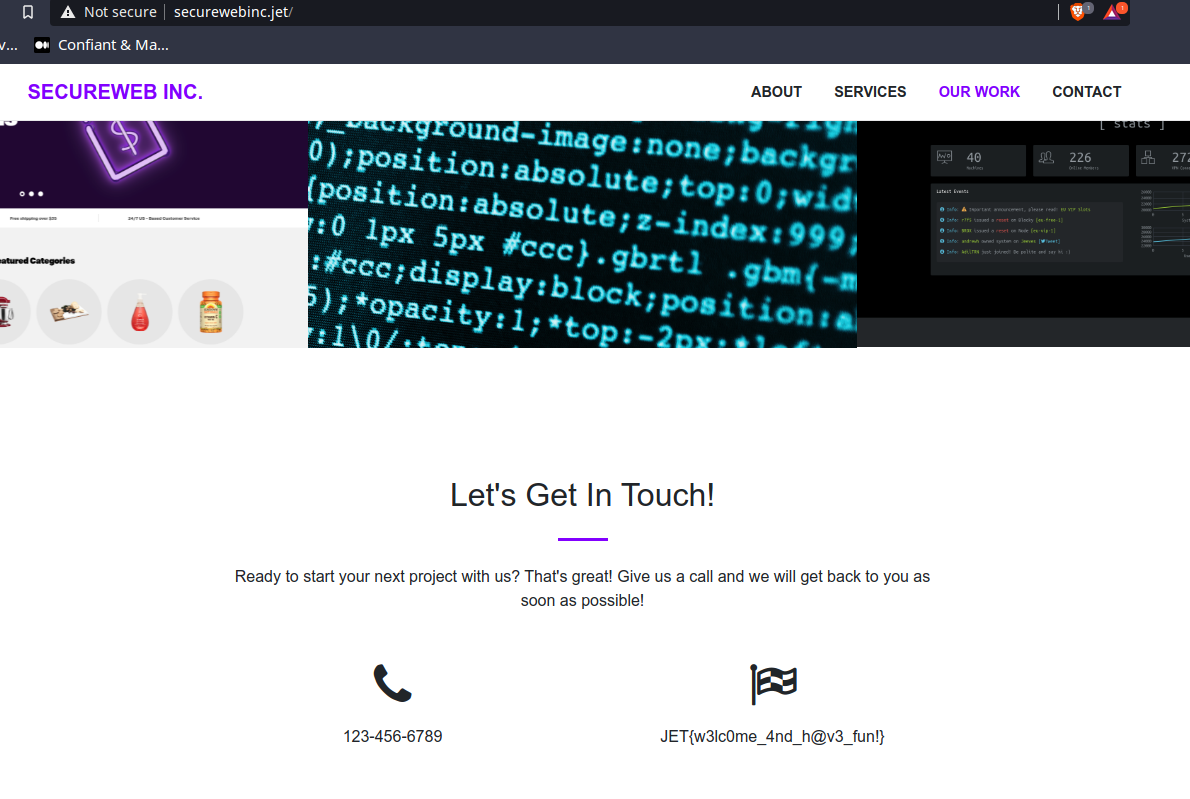 Not secure securewebinc.jet/
Confiant & Ma...
SECUREWEB INC.
ABOUT SERVICES OUR WORK CONTACT
[ stats ]
_background-image:none;backgr
0);position:absolute;top:0;wid
{position:absolute;z-index:999;
:0 1px 5px #ccc}.gbrtl .gbm{-m
:#ccc;display:block;position:a
);*opacity:1;*top:-2px;*
40
226
Free shipping over $35
24/7 US - Based Customer Service
Latest Events
Featured Categories
Let's Get In Touch!
Ready to start your next project with us? That's great! Give us a call and we will get back to you as
soon as possible!
123-456-6789
JET{w3lc0me_4nd_h@v3_fun!}